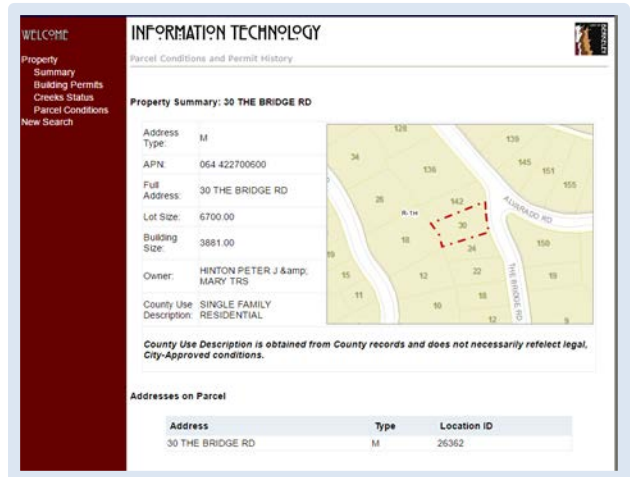 WELCOME
Property
Summary
Building Permits
Creeks Status
Parcel Conditions
New Search
INFORMATION TECHNOLOGY
BERKELEY
Parcel Conditions and Permit History
Property Summary: 30 THE BRIDGE RD
Address Type: M
APN: 064 422700600
Full Address: 30 THE BRIDGE RD
Lot Size: 6700.00
Building Size: 3881.00
Owner: HINTON PETER J &amp; MARY TRS
County Use Description: SINGLE FAMILY RESIDENTIAL
128
139
34
136
145
151
155
26
142
ALVARADO RD
R-1H
30
18
24
150
19
15
12
22
THE BRIDGE RD
19
11
10
18
12
9
County Use Description is obtained from County records and does not necessarily refelect legal,
City-Approved conditions.
Addresses on Parcel
Address Type Location ID
30 THE BRIDGE RD M 26362